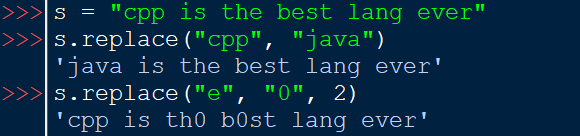 >>> s = "cpp is the best lang ever"
>>> s.replace("cpp", "java")
'java is the best lang ever'
>>> s.replace("e", "0", 2)
'cpp is th0 b0st lang ever'